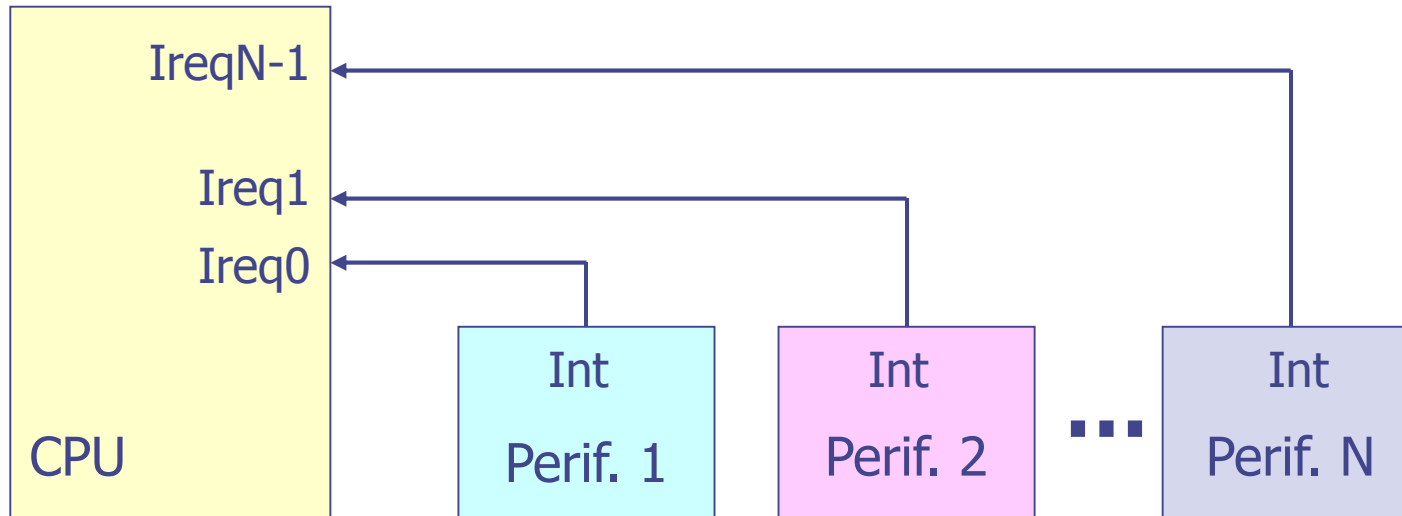 IreqN-1
Ireq1
Ireq0
CPU
Int
Perif. 1
Int
Perif. 2
...
Int
Perif. N